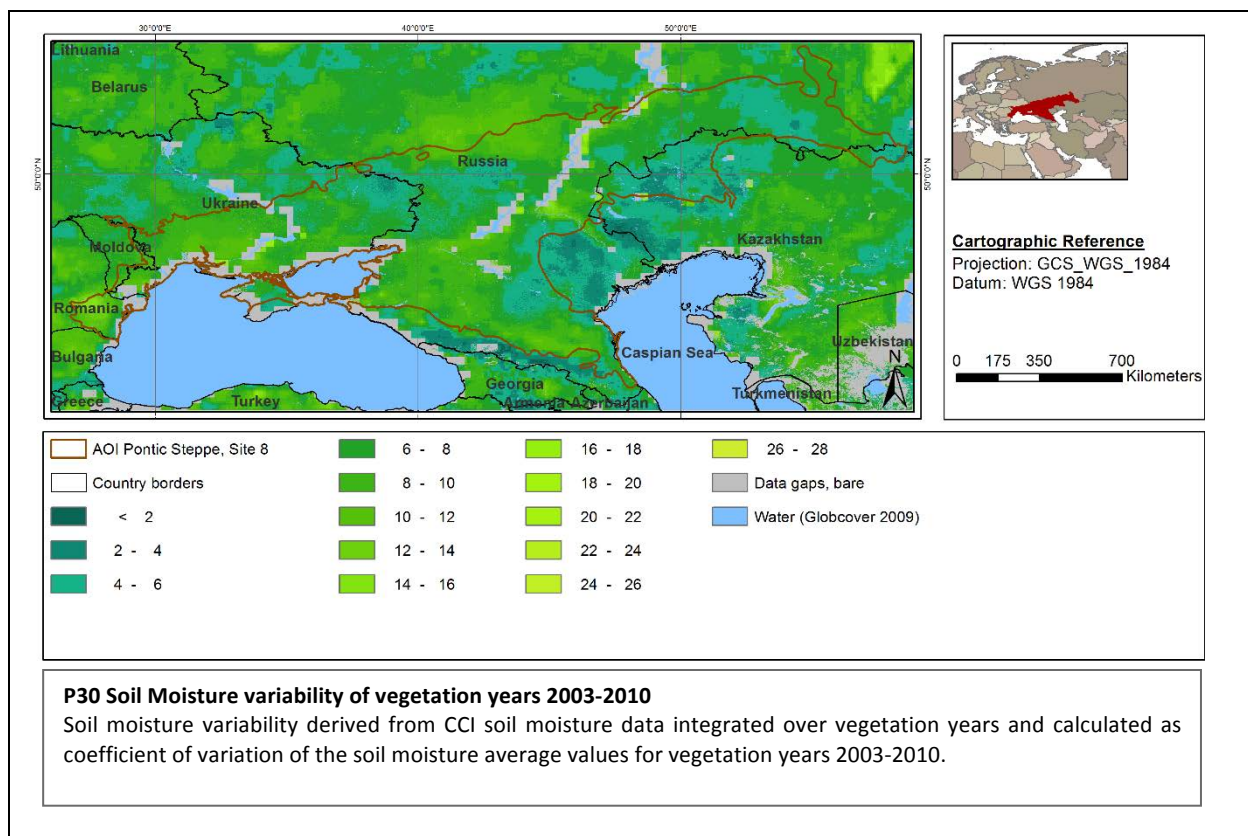 30°0'0"E
40°0'0"E
50°0'0"E
Lithuania
Belarus
Russia
50°0'0"N
50°0'0"N
Ukraine
Moldova
Kazakhstan
Romania
Uzbekistan
Bulgaria
Caspian Sea
N
Georgia
Greece
Turkey
Armenia
Azerbaijan
Turkmenistan
Cartographic Reference
Projection: GCS_WGS_1984
Datum: WGS 1984
0 175 350 700
Kilometers
AOI Pontic Steppe, Site 8
Country borders
< 2
2 - 4
4 - 6
6 - 8
8 - 10
10 - 12
12 - 14
14 - 16
16 - 18
18 - 20
20 - 22
22 - 24
24 - 26
26 - 28
Data gaps, bare
Water (Globcover 2009)
P30 Soil Moisture variability of vegetation years 2003-2010
Soil moisture variability derived from CCI soil moisture data integrated over vegetation years and calculated as
coefficient of variation of the soil moisture average values for vegetation years 2003-2010.